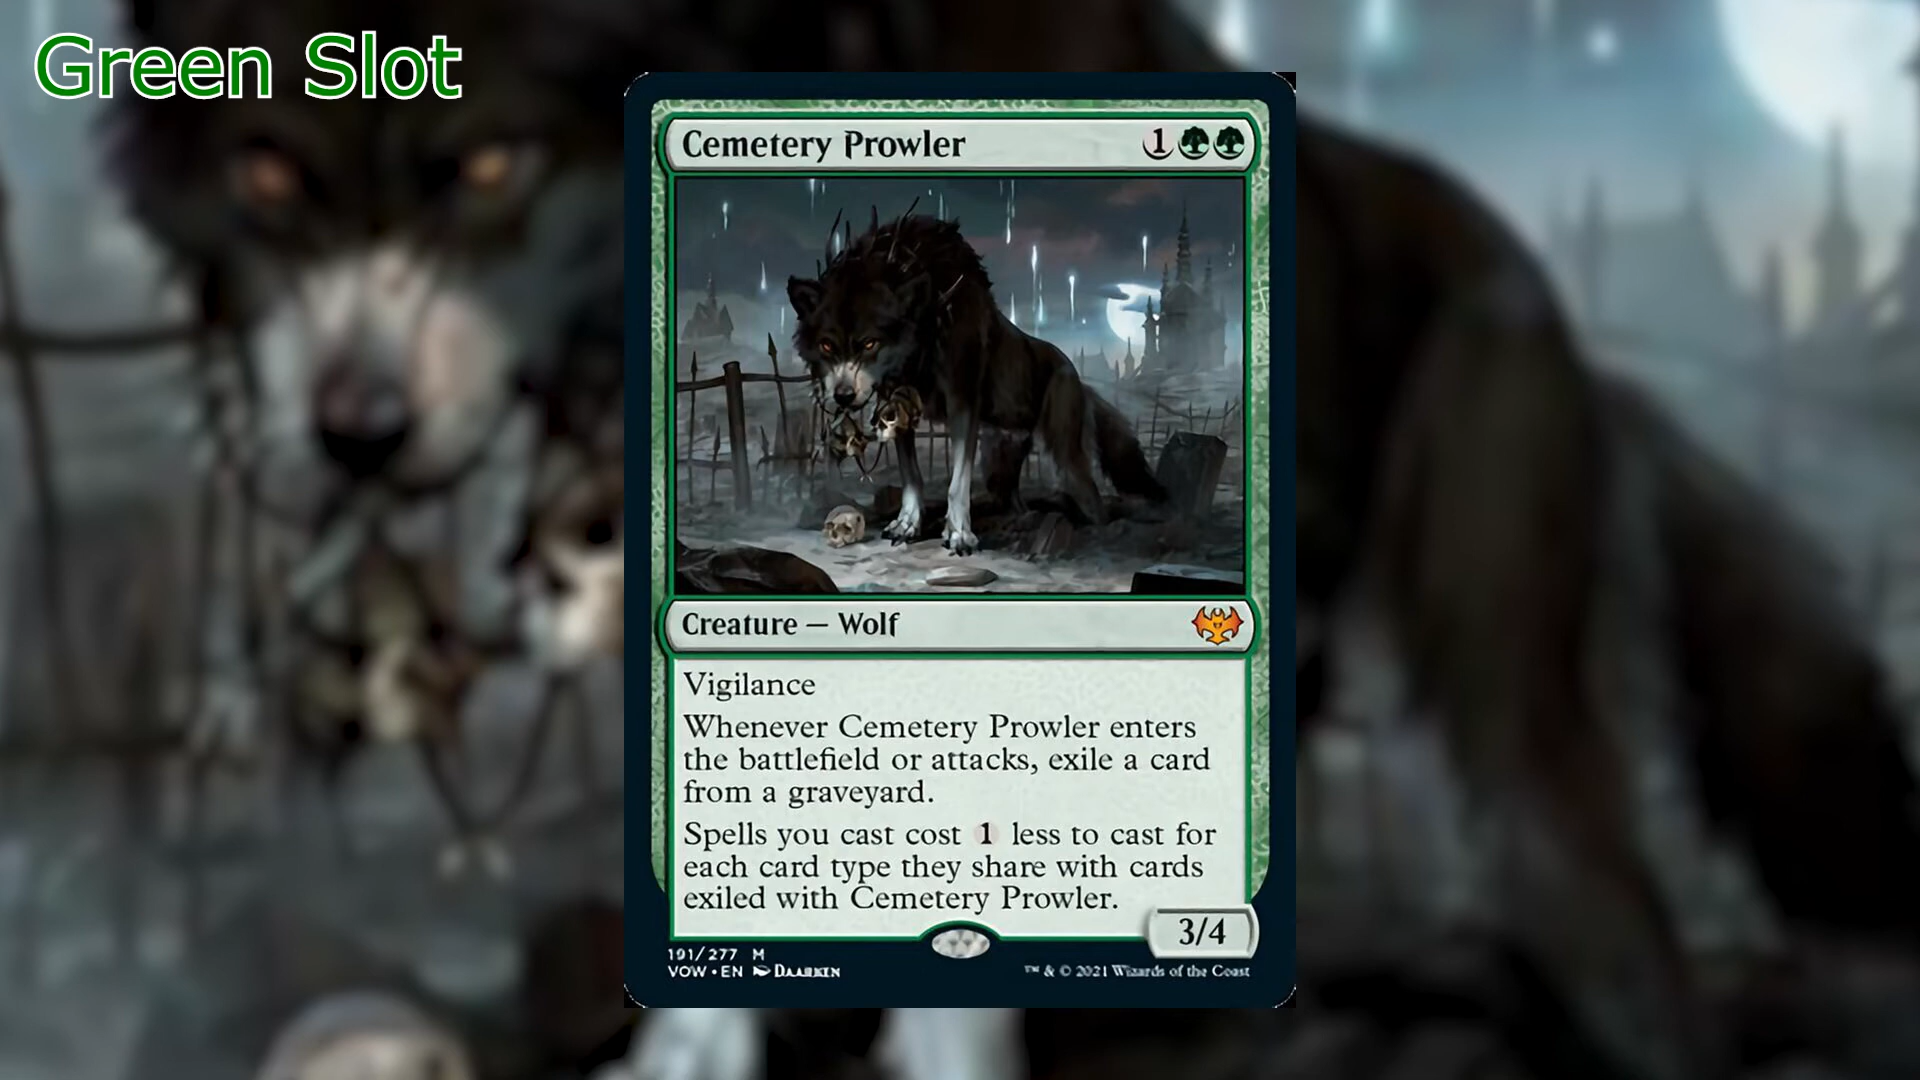 Green Slot
Cemetery Prowler 1
Creature — Wolf
Vigilance
Whenever Cemetery Prowler enters
the battlefield or attacks, exile a card
from a graveyard.
Spells you cast cost 1 less to cast for
each card type they share with cards
exiled with Cemetery Prowler.
3/4
191/277 M
VOW • EN DAARKEN
™ & © 2021 Wizards of the Coast